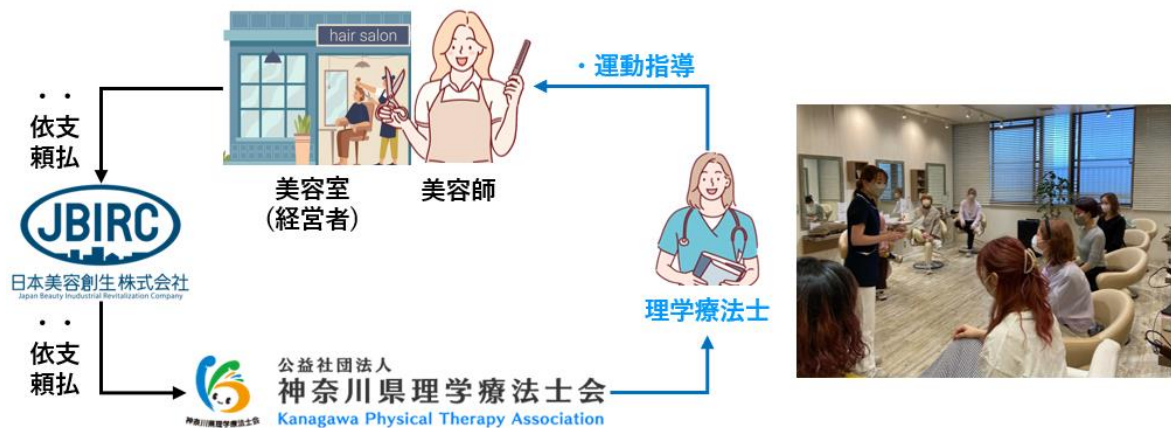 hair salon
・運動指導
・支払
・依頼
美容室
(経営者)
美容師
JBIRC
日本美容創生株式会社
Japan Beauty Inudustrial Revitalization Company
理学療法士
・支払
・依頼
神奈川県理学療法士会
公益社団法人
神奈川県理学療法士会
Kanagawa Physical Therapy Association